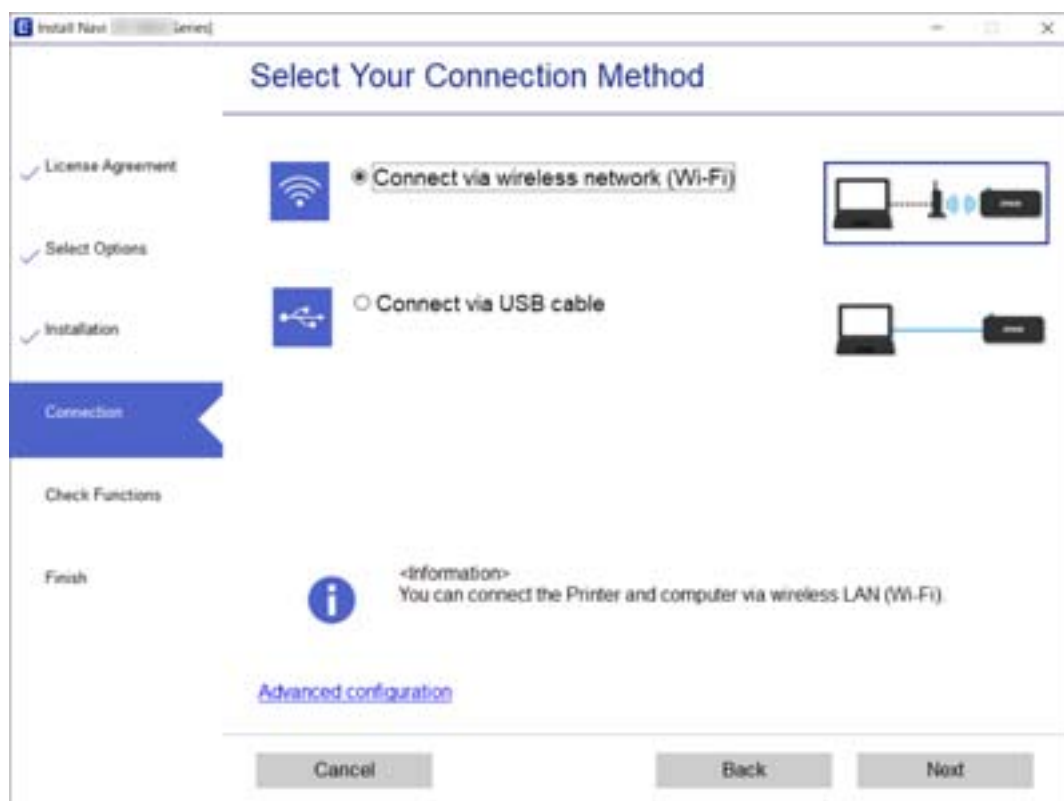 Install Navi Series]
Select Your Connection Method
License Agreement
Select Options
Installation
Connection
Check Functions
Finish
Connect via wireless network (Wi-Fi)
Connect via USB cable
<Information>
You can connect the Printer and computer via wireless LAN (Wi-Fi).
Advanced configuration
Cancel
Back
Next